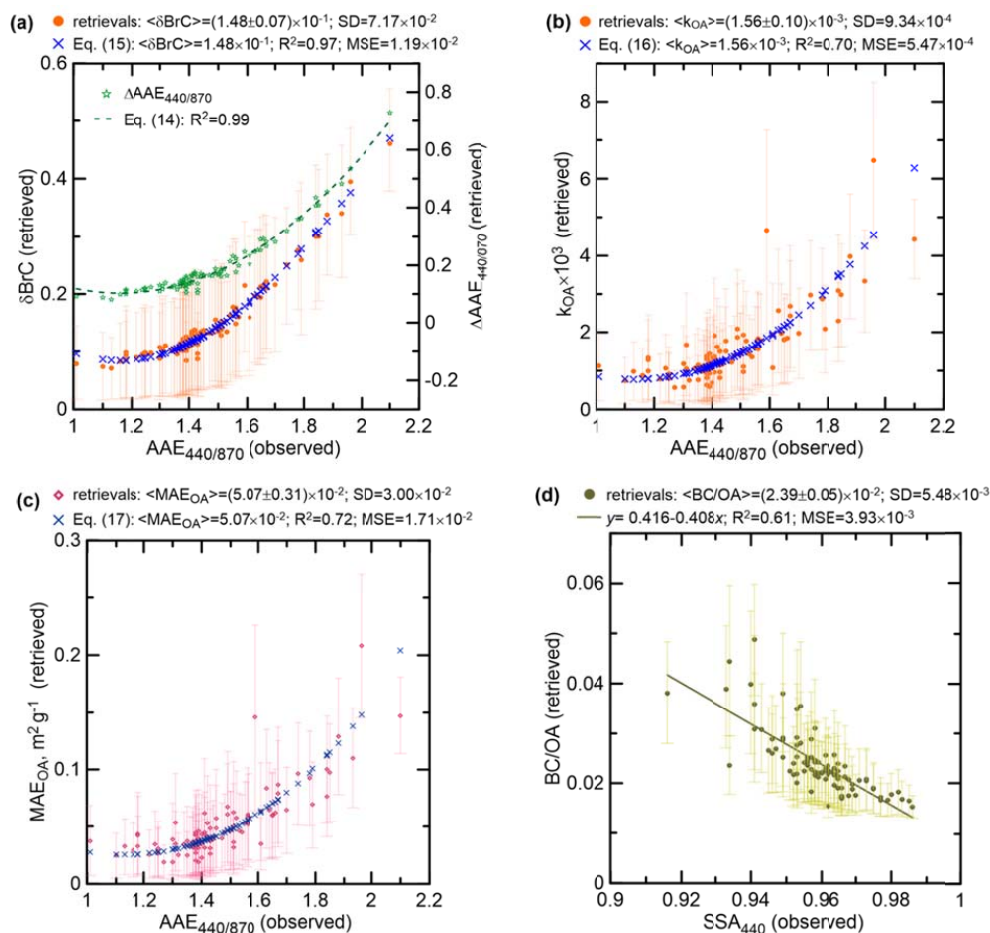 (a)
retrievals: <δBrC>=(1.48±0.07)×10⁻¹; SD=7.17×10⁻²
Eq. (15): <δBrC>=1.48×10⁻¹; R²=0.97; MSE=1.19×10⁻²
ΔAAE₄₄₀/₈₇₀
Eq. (14): R²=0.99
0.6
0.4
0.2
0
δBrC (retrieved)
0.8
0.6
0.4
0.2
0
-0.2
ΔAAE₄₄₀/₀₇₀ (retrieved)
1 1.2 1.4 1.6 1.8 2 2.2
AAE₄₄₀/₈₇₀ (observed)
(b)
retrievals: <k_OA>=(1.56±0.10)×10⁻³; SD=9.34×10⁻⁴
Eq. (16): <k_OA>=1.56×10⁻³; R²=0.70; MSE=5.47×10⁻⁴
8
6
4
2
0
k_OA×10³ (retrieved)
1 1.2 1.4 1.6 1.8 2 2.2
AAE₄₄₀/₈₇₀ (observed)
(c)
retrievals: <MAE_OA>=(5.07±0.31)×10⁻²; SD=3.00×10⁻²
Eq. (17): <MAE_OA>=5.07×10⁻²; R²=0.72; MSE=1.71×10⁻²
0.3
0.2
0.1
0
MAE_OA, m² g⁻¹ (retrieved)
1 1.2 1.4 1.6 1.8 2 2.2
AAE₄₄₀/₈₇₀ (observed)
(d)
retrievals: <BC/OA>=(2.39±0.05)×10⁻²; SD=5.48×10⁻³
y= 0.416-0.408x; R²=0.61; MSE=3.93×10⁻³
0.06
0.04
0.02
0
BC/OA (retrieved)
0.9 0.92 0.94 0.96 0.98 1
SSA₄₄₀ (observed)